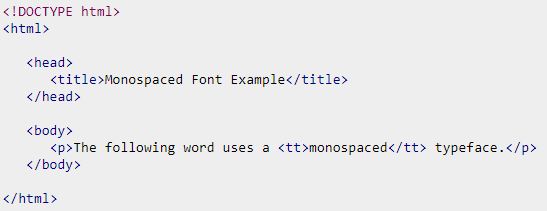 <!DOCTYPE html>
<html>
<head>
<title>Monospaced Font Example</title>
</head>
<body>
<p>The following word uses a <tt>monospaced</tt> typeface.</p>
</body>
</html>